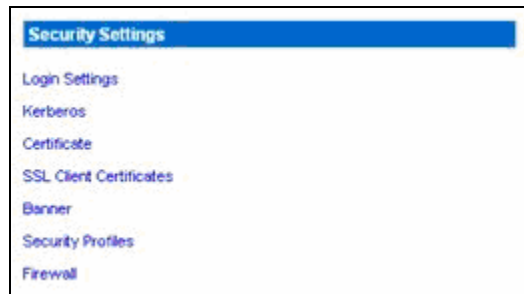 Security Settings
Login Settings
Kerberos
Certificate
SSL Client Certificates
Banner
Security Profiles
Firewall